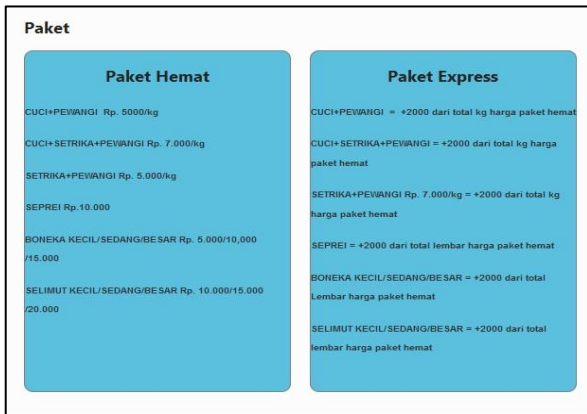 Paket
Paket Hemat
CUCI+PEWANGI Rp. 5000/kg
CUCI+SETRIKA+PEWANGI Rp. 7.000/kg
SETRIKA+PEWANGI Rp. 5.000/kg
SEPREI Rp.10.000
BONEKA KECIL/SEDANG/BESAR Rp. 5.000/10,000
/15.000
SELIMUT KECIL/SEDANG/BESAR Rp. 10.000/15.000
/20.000
Paket Express
CUCI+PEWANGI = +2000 dari total kg harga paket hemat
CUCI+SETRIKA+PEWANGI = +2000 dari total kg harga
paket hemat
SETRIKA+PEWANGI Rp. 7.000/kg = +2000 dari total kg
harga paket hemat
SEPREI = +2000 dari total lembar harga paket hemat
BONEKA KECIL/SEDANG/BESAR = +2000 dari total
Lembar harga paket hemat
SELIMUT KECIL/SEDANG/BESAR = +2000 dari total
lembar harga paket hemat